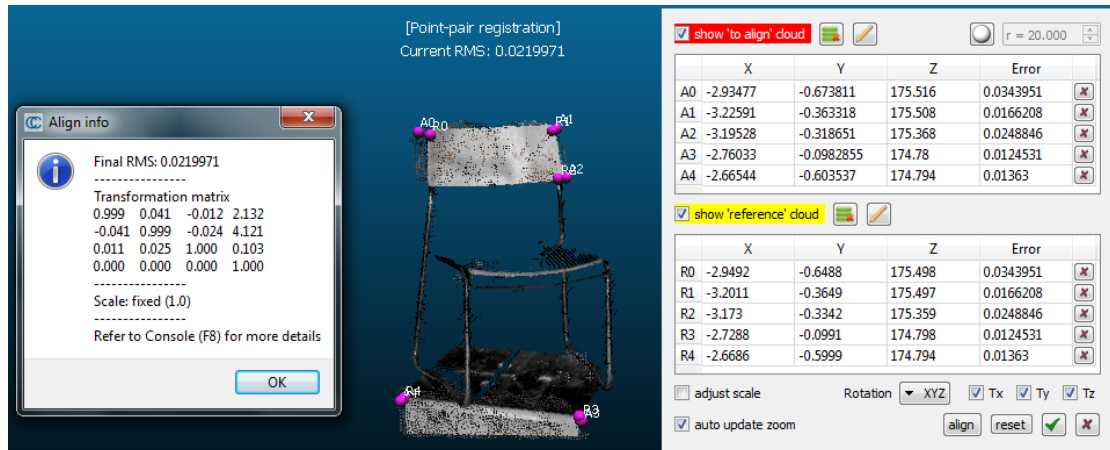 [Point-pair registration]
Current RMS: 0.0219971
Align info
Final RMS: 0.0219971
----------------
Transformation matrix
0.999 0.041 -0.012 2.132
-0.041 0.999 -0.024 4.121
0.011 0.025 1.000 0.103
0.000 0.000 0.000 1.000
----------------
Scale: fixed (1.0)
----------------
Refer to Console (F8) for more details
OK
A0 R0
A1
A2
R4
R3
A3
show 'to align' cloud
r = 20.000
X Y Z Error
A0 -2.93477 -0.673811 175.516 0.0343951
A1 -3.22591 -0.363318 175.508 0.0166208
A2 -3.19528 -0.318651 175.368 0.0248846
A3 -2.76033 -0.0982855 174.78 0.0124531
A4 -2.66544 -0.603537 174.794 0.01363
show 'reference' cloud
X Y Z Error
R0 -2.9492 -0.6488 175.498 0.0343951
R1 -3.2011 -0.3649 175.497 0.0166208
R2 -3.173 -0.3342 175.359 0.0248846
R3 -2.7288 -0.0991 174.798 0.0124531
R4 -2.6686 -0.5999 174.794 0.01363
adjust scale Rotation XYZ Tx Ty Tz
auto update zoom align reset